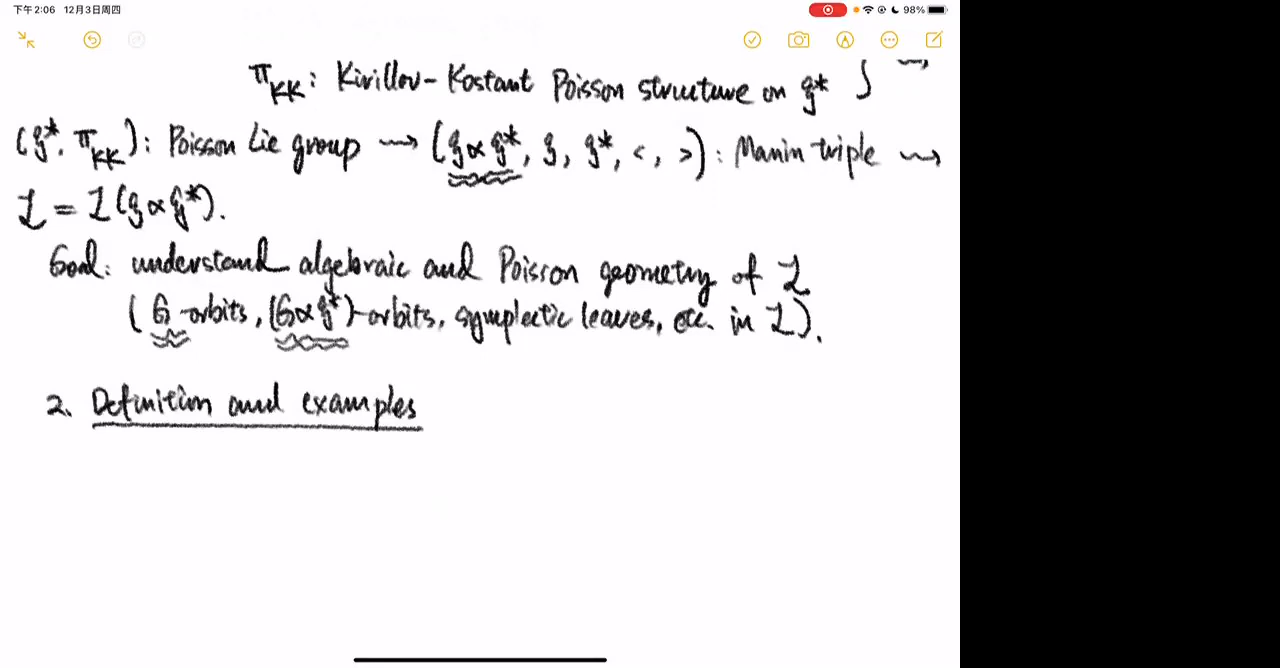 下午2:06 12月3日周四 98%
π_KK: Kirillov-Kostant Poisson structure on g* ⟆ ⇝
(g*, π_KK): Poisson Lie group ⇝ (g⋉g*, g, g*, < , >): Manin triple ⇝
L = L(g⋉g*).
Goal: understand algebraic and Poisson geometry of L
(G-orbits, (G⋉g*)-orbits, symplectic leaves, etc. in L).
2. Definition and examples